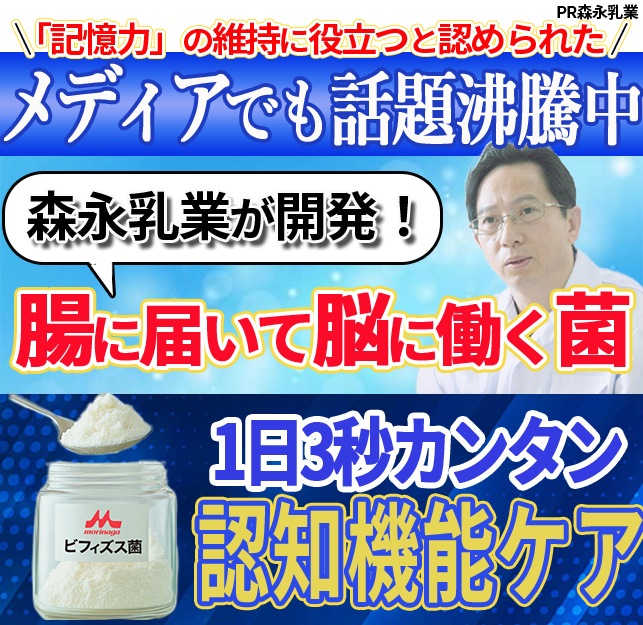 PR森永乳業
「記憶力」の維持に役立つと認められた
メディアでも話題沸騰中
森永乳業が開発！
腸に届いて脳に働く菌
1日3秒カンタン
認知機能ケア
morinaga
ビフィズス菌